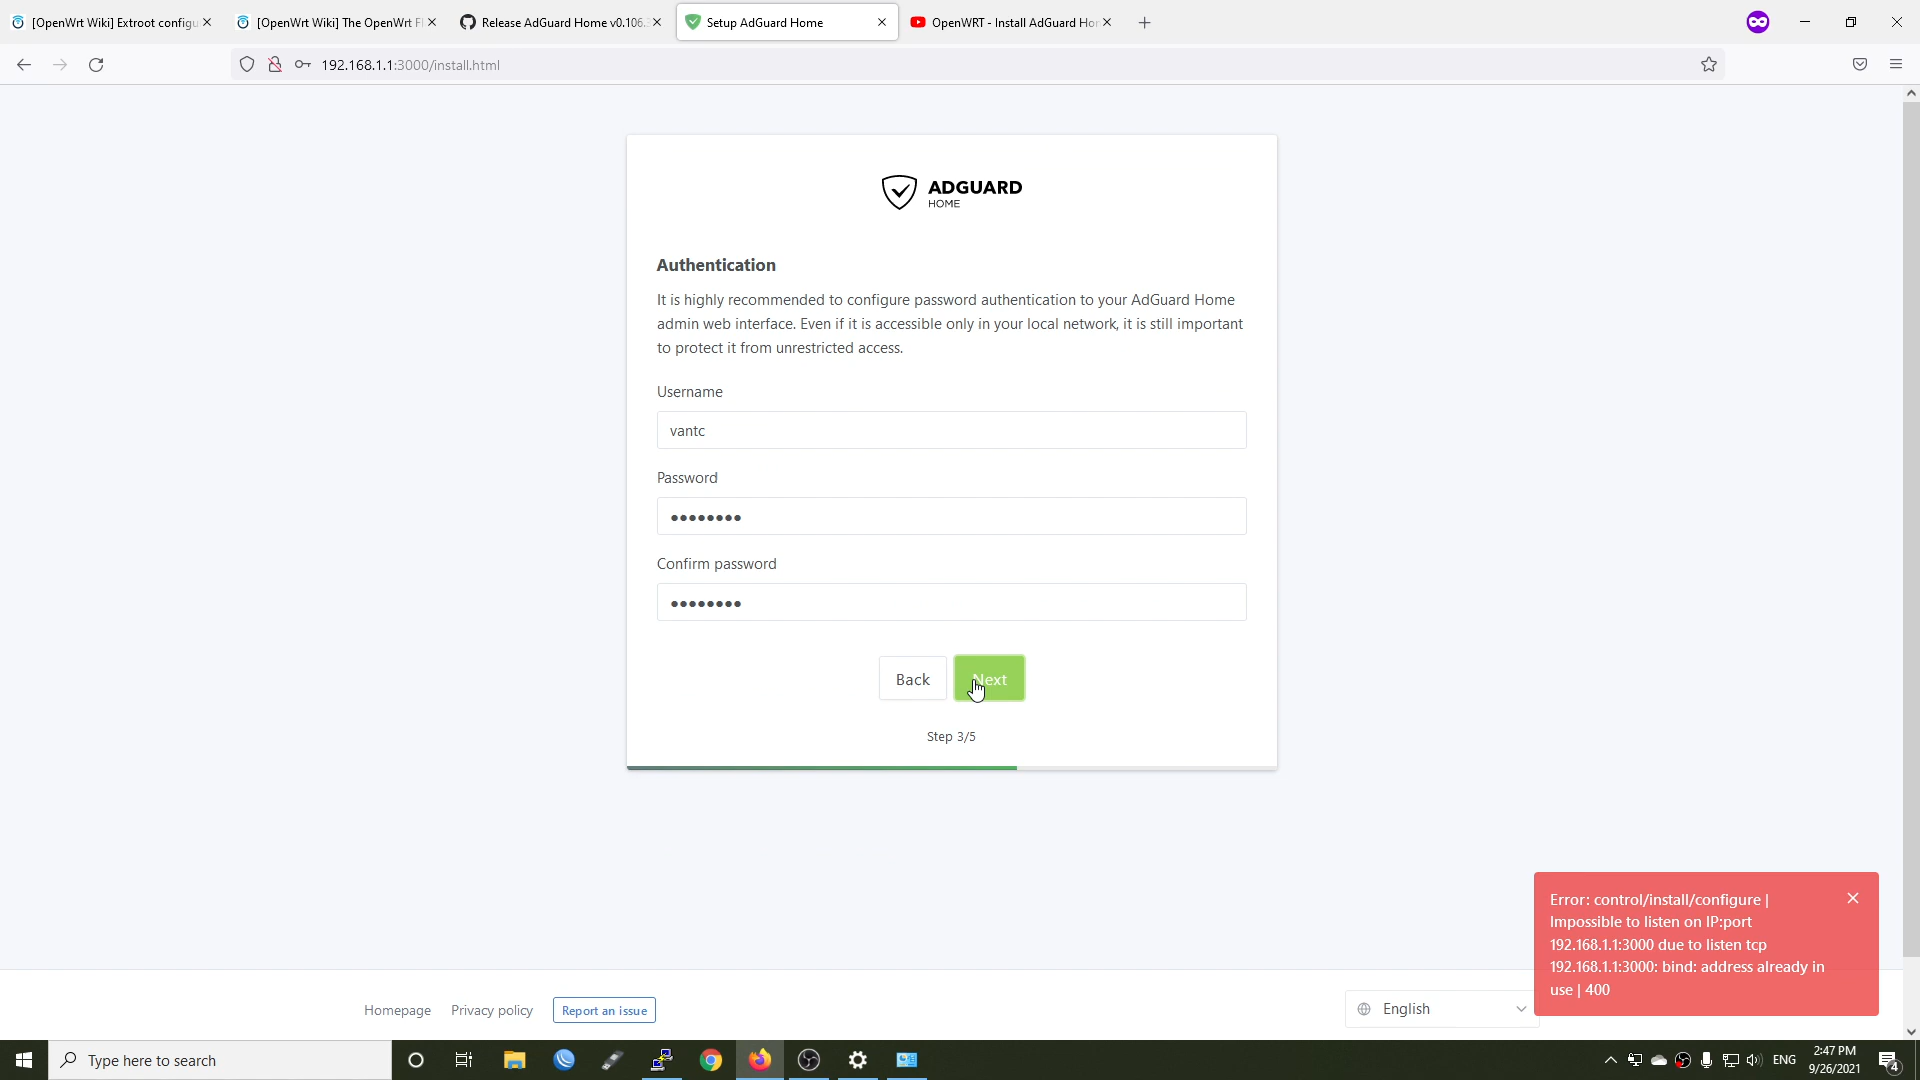 [OpenWrt Wiki] Extroot configu
[OpenWrt Wiki] The OpenWrt Fl
Release AdGuard Home v0.106.
Setup AdGuard Home
OpenWRT - Install AdGuard Hor
192.168.1.1:3000/install.html
ADGUARD
HOME
Authentication
It is highly recommended to configure password authentication to your AdGuard Home
admin web interface. Even if it is accessible only in your local network, it is still important
to protect it from unrestricted access.
Username
vantc
Password
••••••••
Confirm password
••••••••
Back
Next
Step 3/5
Error: control/install/configure |
Impossible to listen on IP:port
192.168.1.1:3000 due to listen tcp
192.168.1.1:3000: bind: address already in
use | 400
Homepage
Privacy policy
Report an issue
English
Type here to search
ENG
2:47 PM
9/26/2021
4